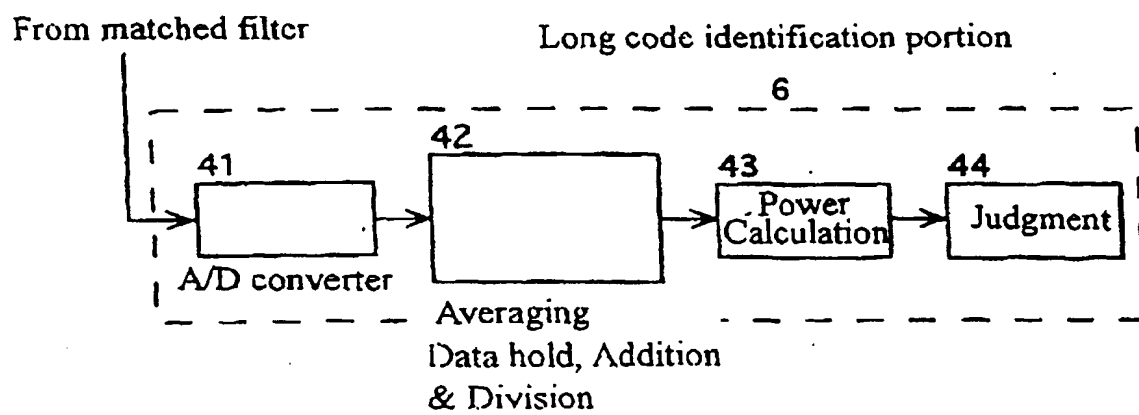 From matched filter
Long code identification portion
6
41
42
43
44
Power
Calculation
Judgment
A/D converter
Averaging
Data hold, Addition
& Division